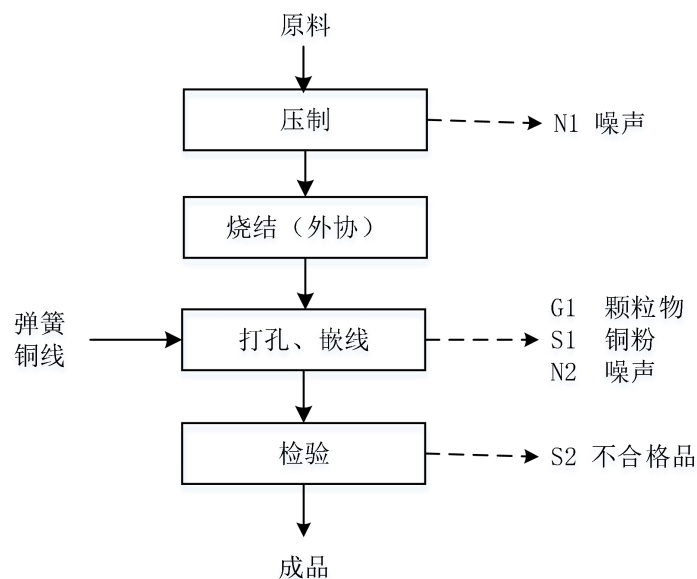 原料
压制
N1 噪声
烧结（外协）
弹簧
铜线
打孔、嵌线
G1 颗粒物
S1 铜粉
N2 噪声
检验
S2 不合格品
成品